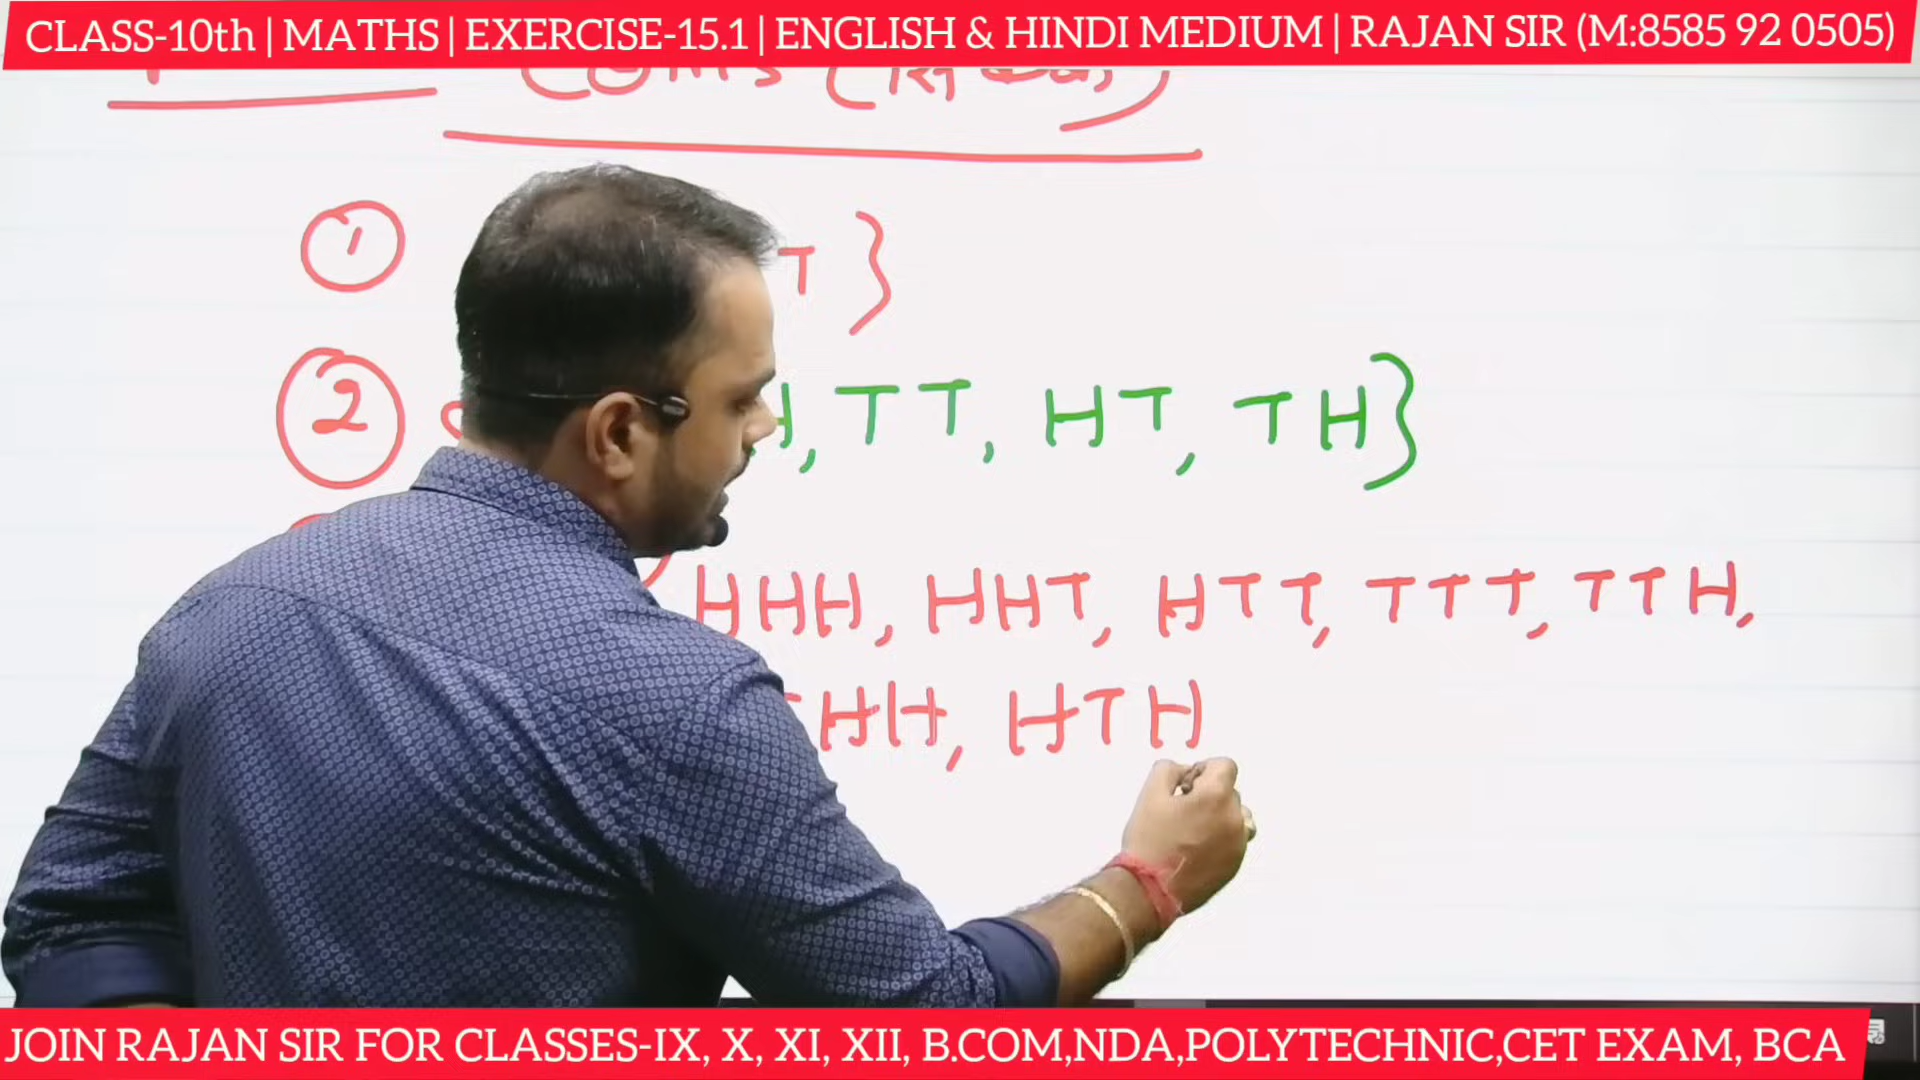 CLASS-10th | MATHS | EXERCISE-15.1 | ENGLISH & HINDI MEDIUM | RAJAN SIR (M:8585 92 0505)
1 T }
2 H, TT, HT, TH}
HHH, HHT, HTT, TTT, TTH,
THH, HTH
JOIN RAJAN SIR FOR CLASSES-IX, X, XI, XII, B.COM,NDA,POLYTECHNIC,CET EXAM, BCA